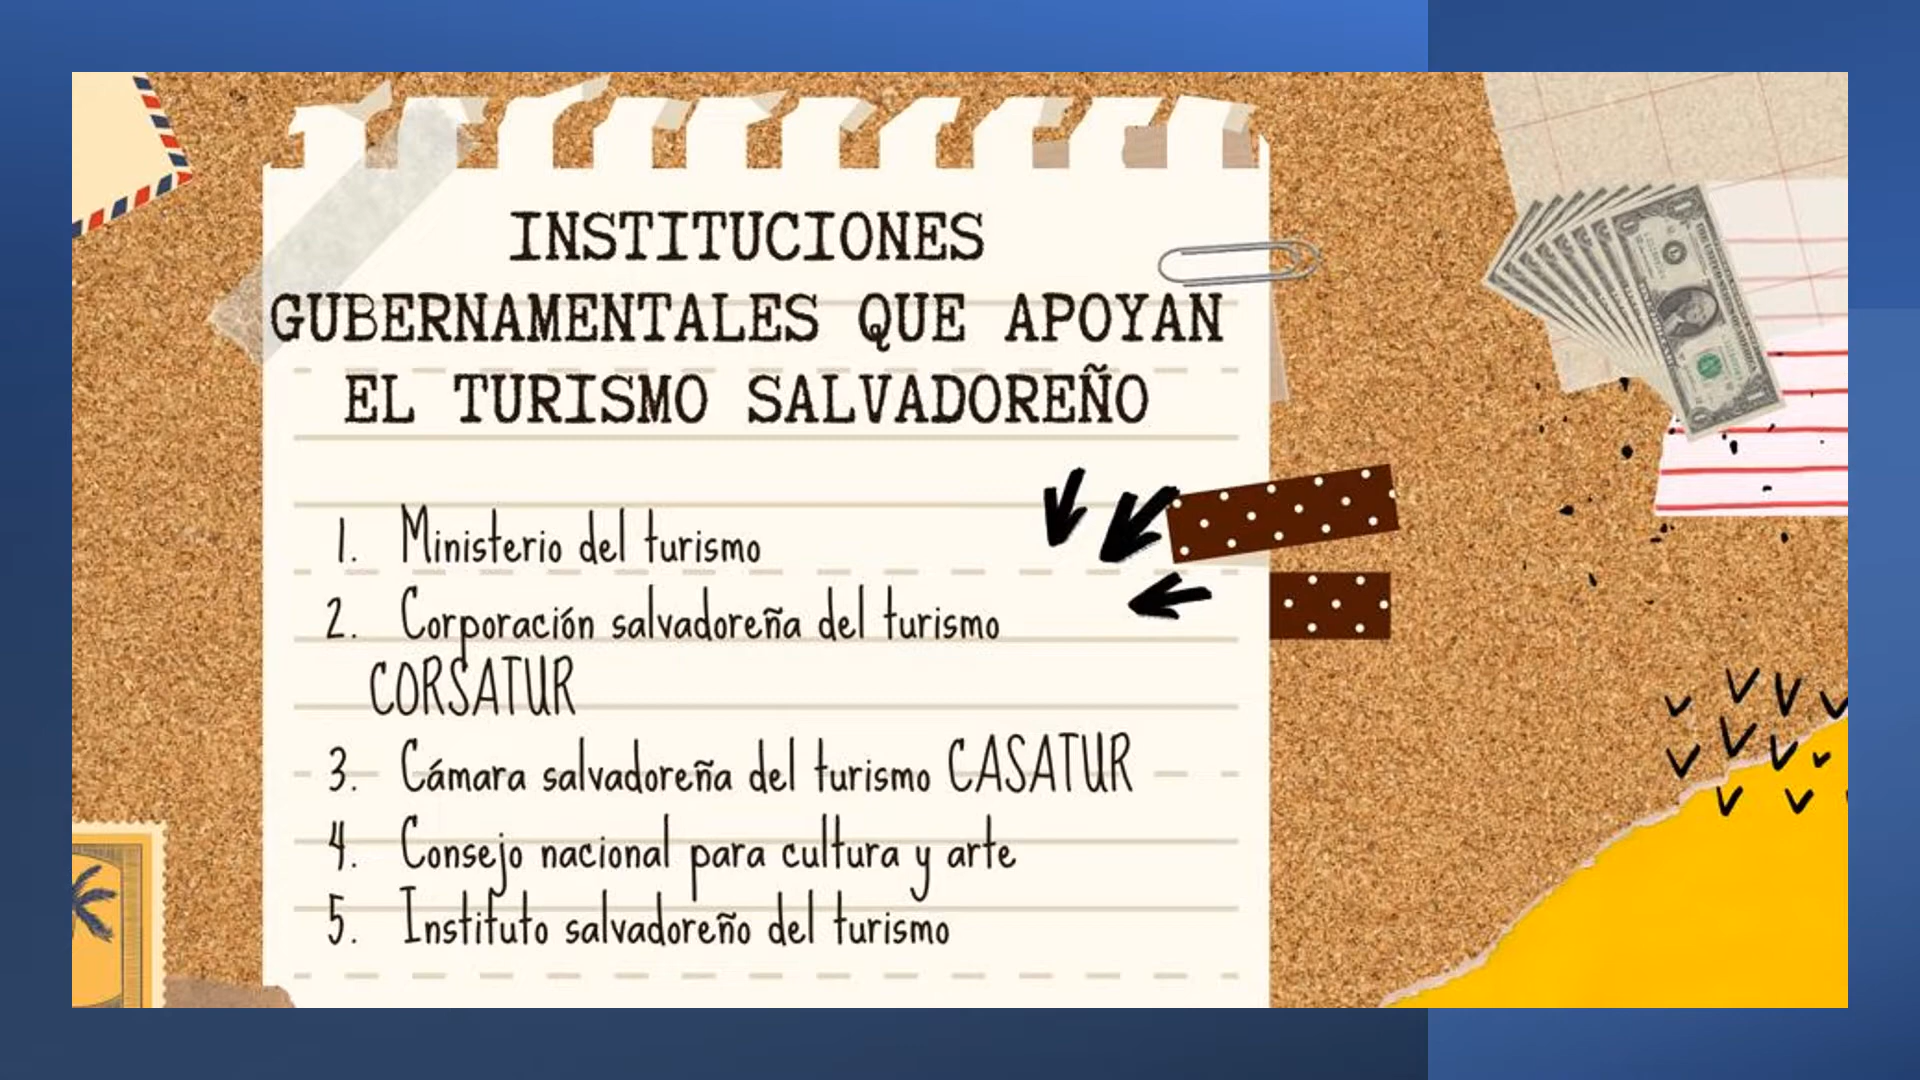 INSTITUCIONES
GUBERNAMENTALES QUE APOYAN
EL TURISMO SALVADOREÑO
1. Ministerio del turismo
2. Corporación salvadoreña del turismo
CORSATUR
3. Cámara salvadoreña del turismo CASATUR
4. Consejo nacional para cultura y arte
5. Instituto salvadoreño del turismo